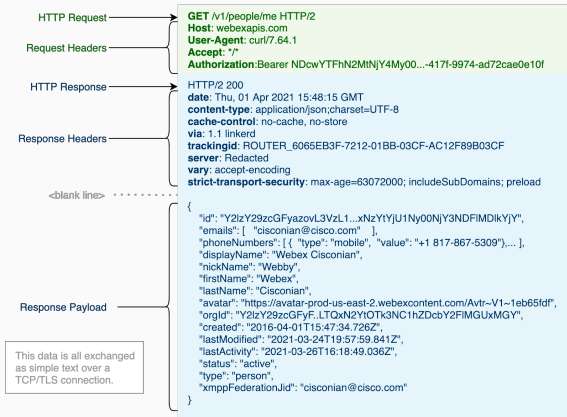 HTTP Request
GET /v1/people/me HTTP/2
Host: webexapis.com
Request Headers
User-Agent: curl/7.64.1
Accept: */*
Authorization:Bearer NDcwYTFhN2MtNjY4My00...-417f-9974-ad72cae0e10f
HTTP Response
HTTP/2 200
date: Thu, 01 Apr 2021 15:48:15 GMT
content-type: application/json;charset=UTF-8
cache-control: no-cache, no-store
via: 1.1 linkerd
Response Headers
trackingid: ROUTER_6065EB3F-7212-01BB-03CF-AC12F89B03CF
server: Redacted
vary: accept-encoding
strict-transport-security: max-age=63072000; includeSubDomains; preload
<blank line>
{
"id": "Y2lzY29zcGFyazovL3VzL1...xNzYtYjU1Ny00NjY3NDFlMDlkYjY",
"emails": [ "cisconian@cisco.com" ],
"phoneNumbers": [ { "type": "mobile", "value": "+1 817-867-5309"},... ],
"displayName": "Webex Cisconian",
"nickName": "Webby",
"firstName": "Webex",
"lastName": "Cisconian",
Response Payload
"avatar": "https://avatar-prod-us-east-2.webexcontent.com/Avtr~V1~1eb65fdf",
"orgId": "Y2lzY29zcGFyF..LTQxN2YtOTk3NC1hZDcbY2FlMGUxMGY",
"created": "2016-04-01T15:47:34.726Z",
"lastModified": "2021-03-24T19:57:59.841Z",
"lastActivity": "2021-03-26T16:18:49.036Z",
"status": "active",
"type": "person",
"xmppFederationJid": "cisconian@cisco.com"
}
This data is all exchanged
as simple text over a
TCP/TLS connection.